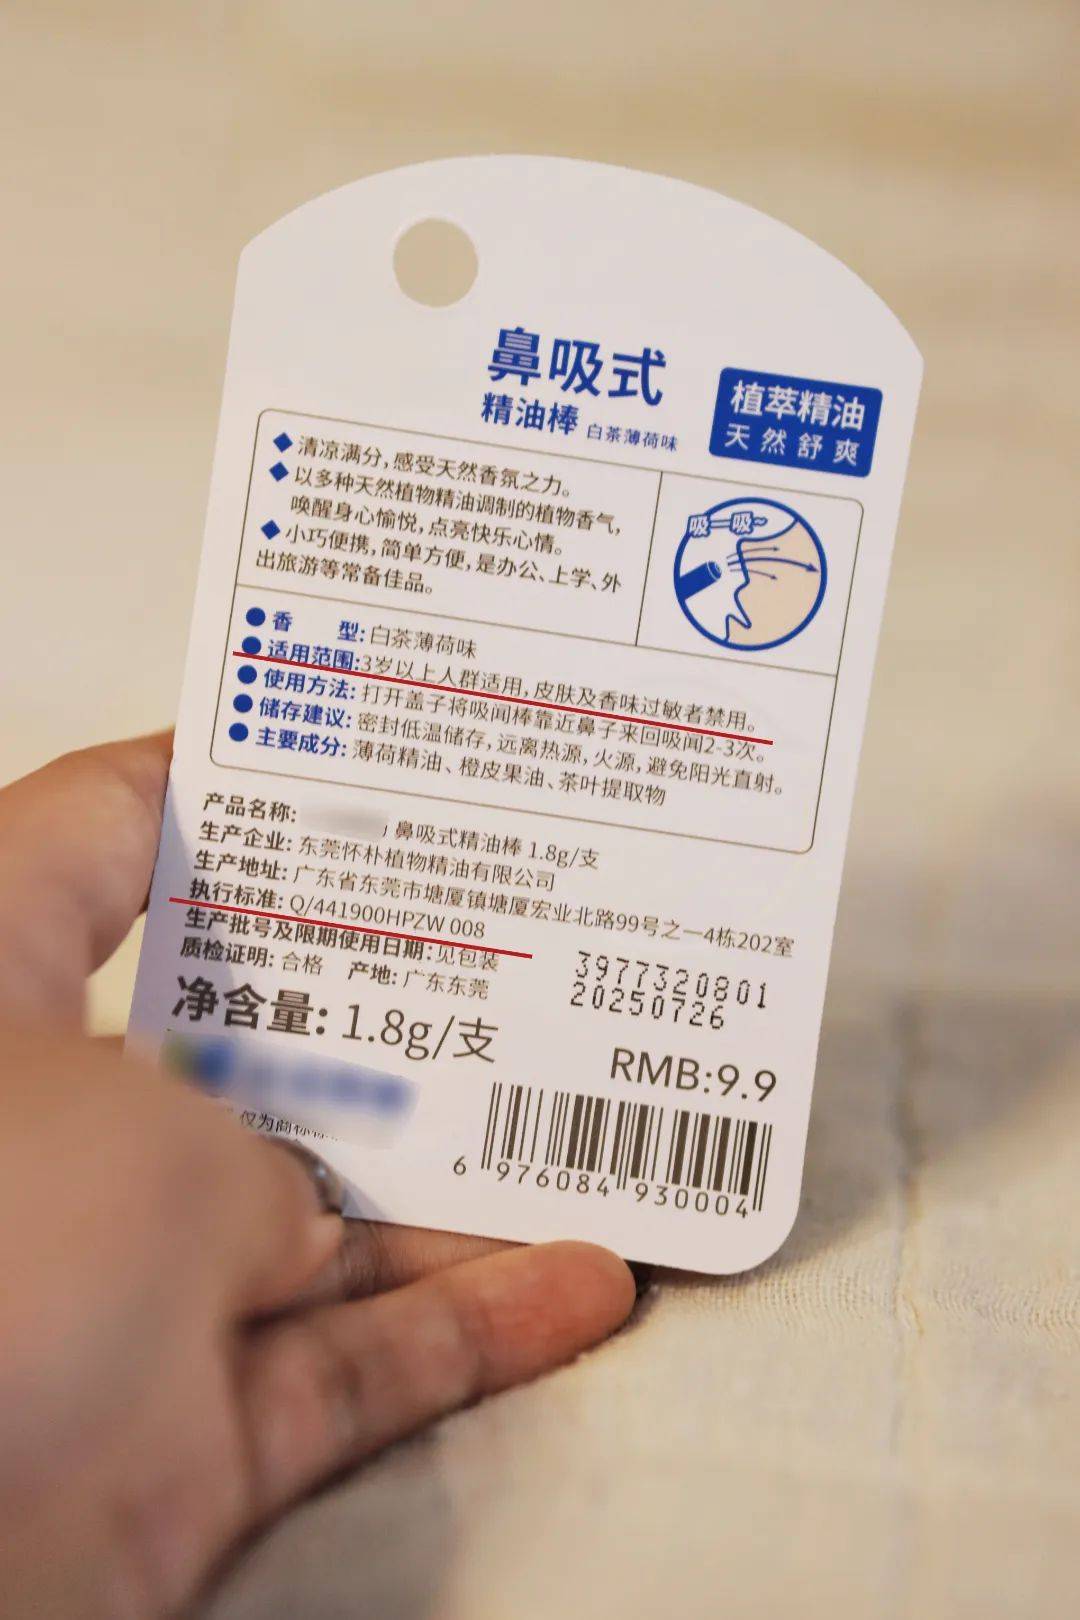 鼻吸式
精油棒 白茶薄荷味
植萃精油
天然舒爽
◆清凉满分,感受天然香氛之力。
◆以多种天然植物精油调制的植物香气,
唤醒身心愉悦,点亮快乐心情。
◆小巧便携,简单方便,是办公、上学、外
出旅游等常备佳品。
吸 吸
●香 型:白茶薄荷味
●适用范围:3岁以上人群适用,皮肤及香味过敏者禁用。
●使用方法:打开盖子将吸闻棒靠近鼻子来回吸闻2-3次。
●储存建议:密封低温储存,远离热源,火源,避免阳光直射。
●主要成分:薄荷精油、橙皮果油、茶叶提取物
产品名称: 鼻吸式精油棒 1.8g/支
生产企业:东莞怀朴植物精油有限公司
生产地址:广东省东莞市塘厦镇塘厦宏业北路99号之一4栋202室
执行标准:Q/441900HPZW 008
生产批号及限期使用日期:见包装
质检证明:合格 产地:广东东莞
3977320801
20250726
净含量:1.8g/支
RMB:9.9
仅为商标
6 976084 930004